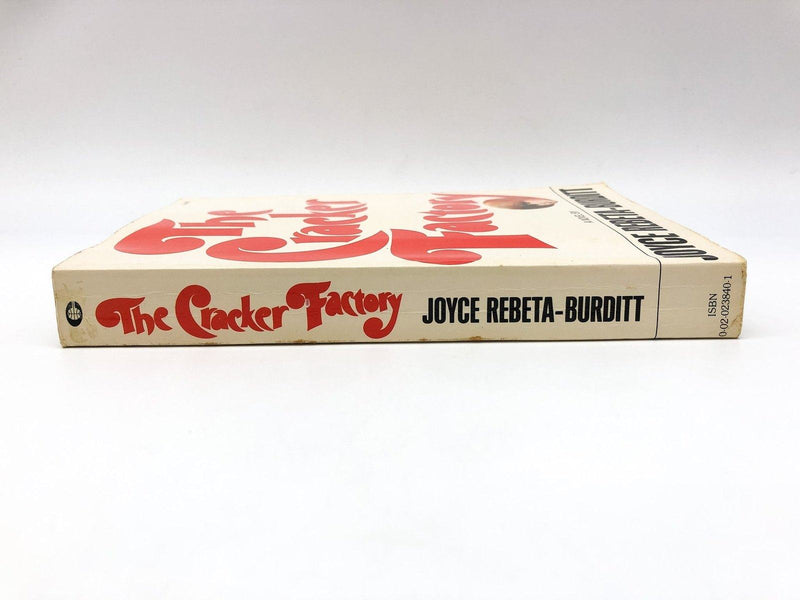 The Cracker Factory
JOYCE REBETA-BURDITT
ISBN
0-02-023840-1
The
Cracker
Factory
JOYCE REBETA-BURDITT